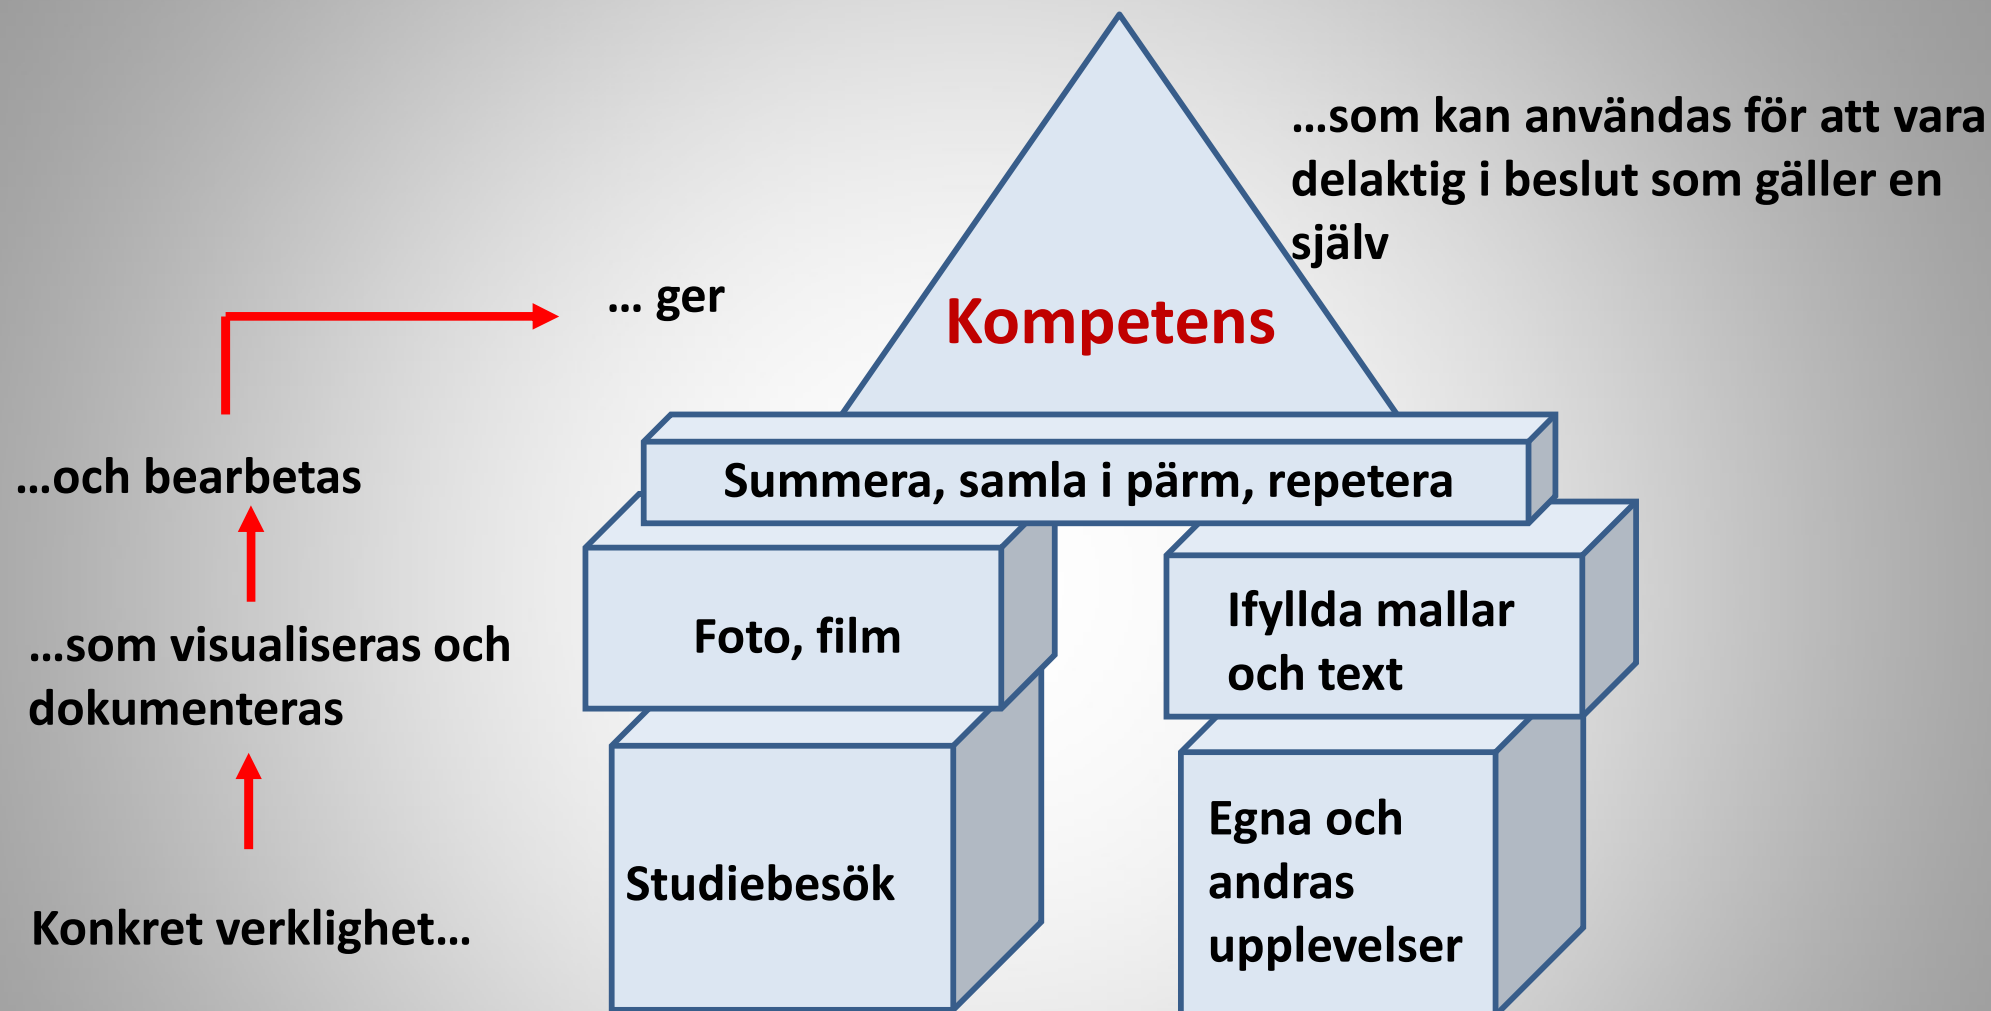 …som kan användas för att vara
delaktig i beslut som gäller en
själv
… ger
Kompetens
…och bearbetas
Summera, samla i pärm, repetera
…som visualiseras och
dokumenteras
Foto, film
Ifyllda mallar
och text
Konkret verklighet…
Studiebesök
Egna och
andras
upplevelser